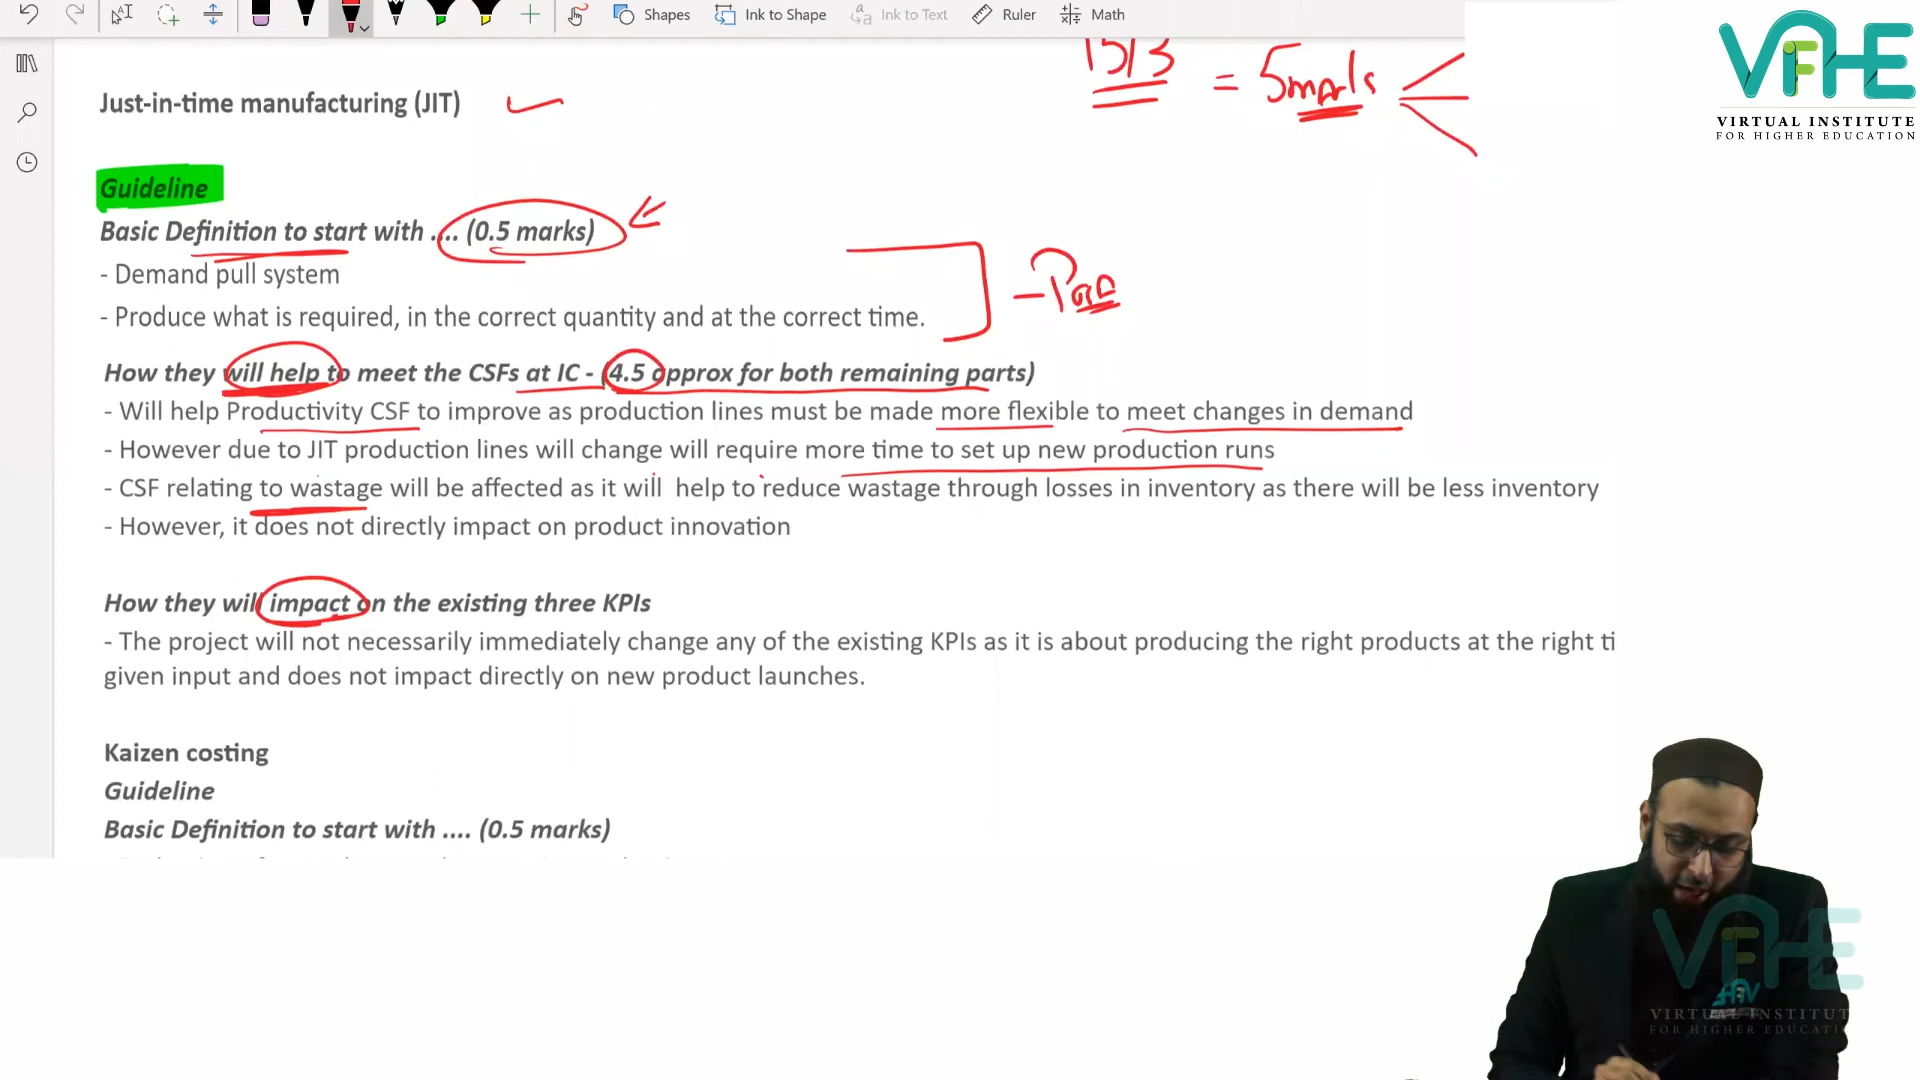 Shapes Ink to Shape Ink to Text Ruler Math
VIFHE
VIRTUAL INSTITUTE
FOR HIGHER EDUCATION
= 5 marks
Just-in-time manufacturing (JIT)
Guideline
Basic Definition to start with .... (0.5 marks)
- Demand pull system
- Produce what is required, in the correct quantity and at the correct time.
How they will help to meet the CSFs at IC - (4.5 approx for both remaining parts)
- Will help Productivity CSF to improve as production lines must be made more flexible to meet changes in demand
- However due to JIT production lines will change will require more time to set up new production runs
- CSF relating to wastage will be affected as it will help to reduce wastage through losses in inventory as there will be less inventory
- However, it does not directly impact on product innovation
How they will impact on the existing three KPIs
- The project will not necessarily immediately change any of the existing KPIs as it is about producing the right products at the right ti
given input and does not impact directly on new product launches.
Kaizen costing
Guideline
Basic Definition to start with .... (0.5 marks)
VIFHE
VIRTUAL INSTITUT
FOR HIGHER EDUCATI